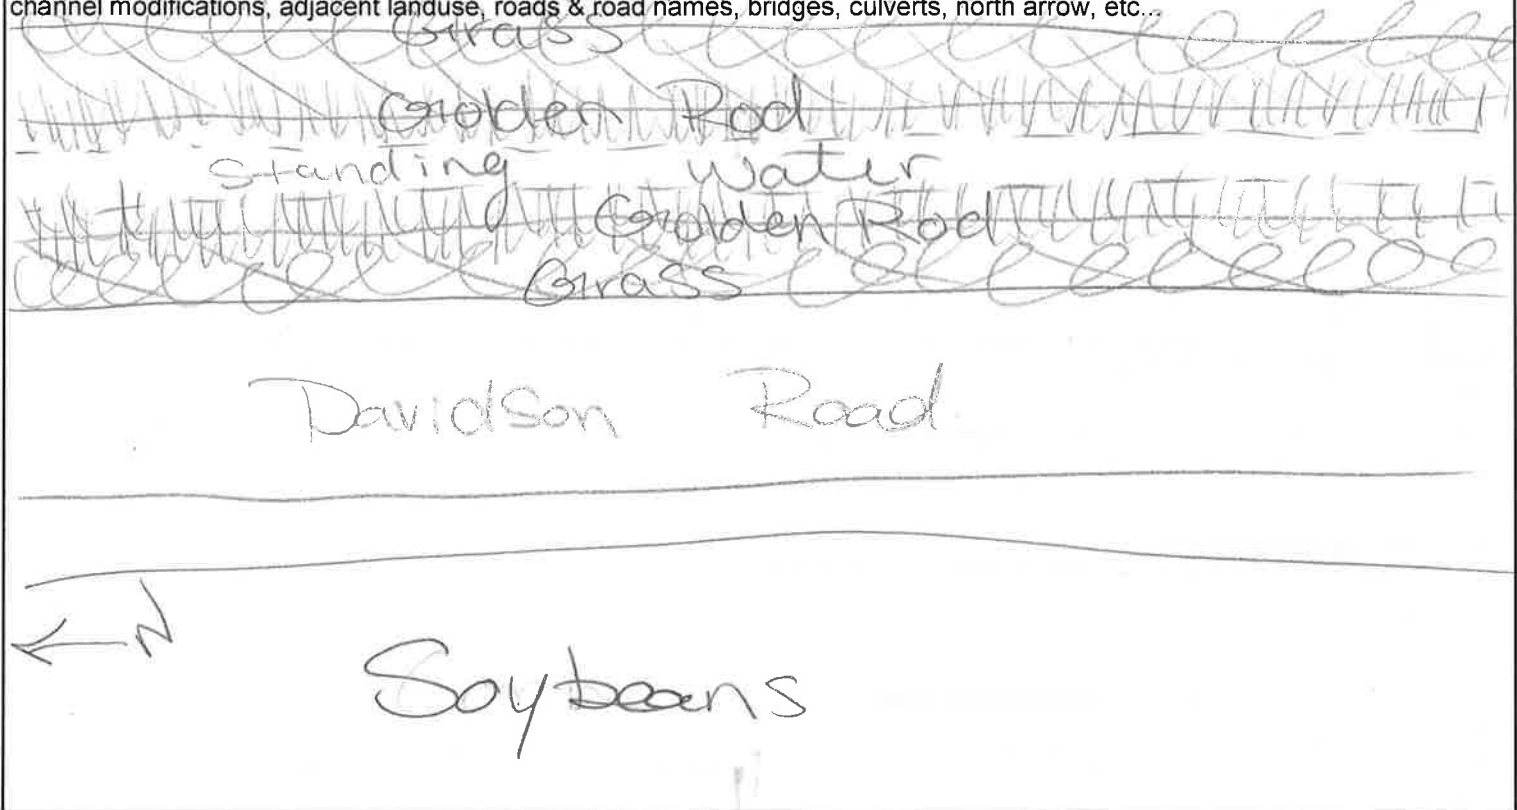 channel modifications, adjacent landuse, roads & road names, bridges, culverts, north arrow, etc...
Grass
Golden Rod
Standing Water
Golden Rod
Grass
Davidson Road
N
Soybeans